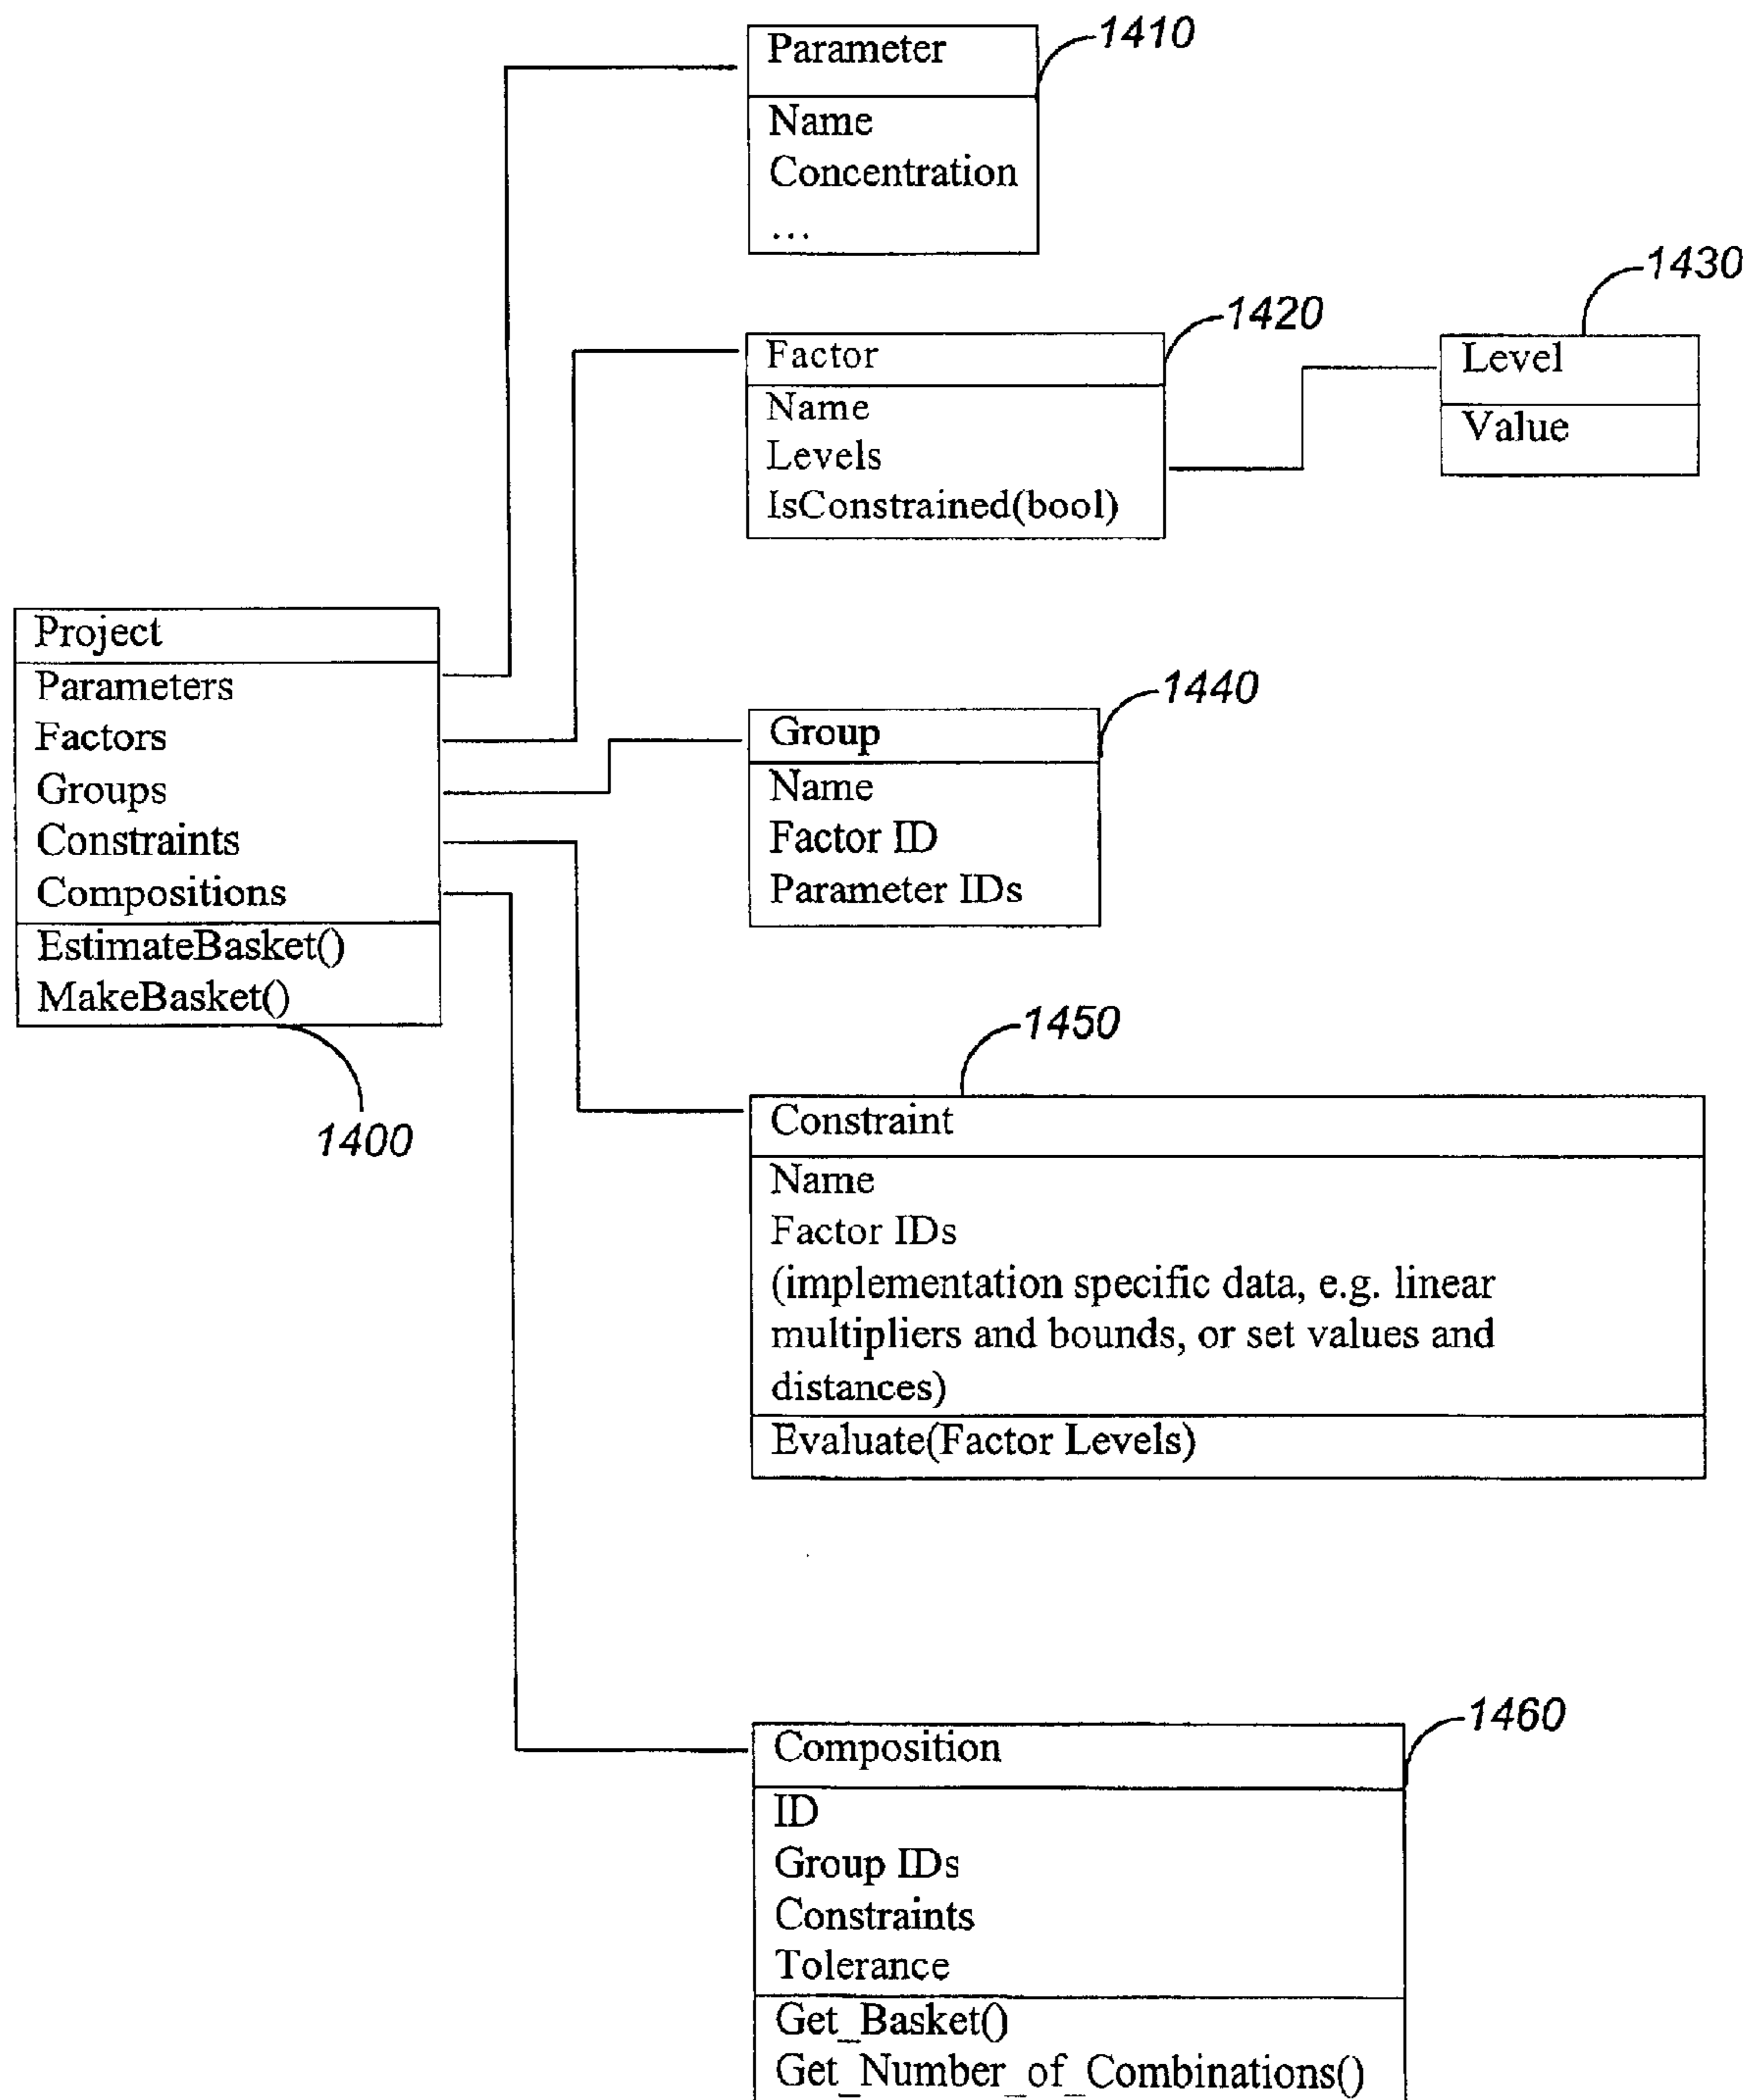 Parameter
1410
Name
Concentration
...
1430
1420
Factor
Name
Levels
IsConstrained(bool)
Level
Value
Project
Parameters
Factors
Groups
Constraints
Compositions
EstimateBasket()
MakeBasket()
1400
1440
Group
Name
Factor ID
Parameter IDs
1450
Constraint
Name
Factor IDs
(implementation specific data, e.g. linear
multipliers and bounds, or set values and
distances)
Evaluate(Factor Levels)
1460
Composition
ID
Group IDs
Constraints
Tolerance
Get_Basket()
Get_Number_of_Combinations()